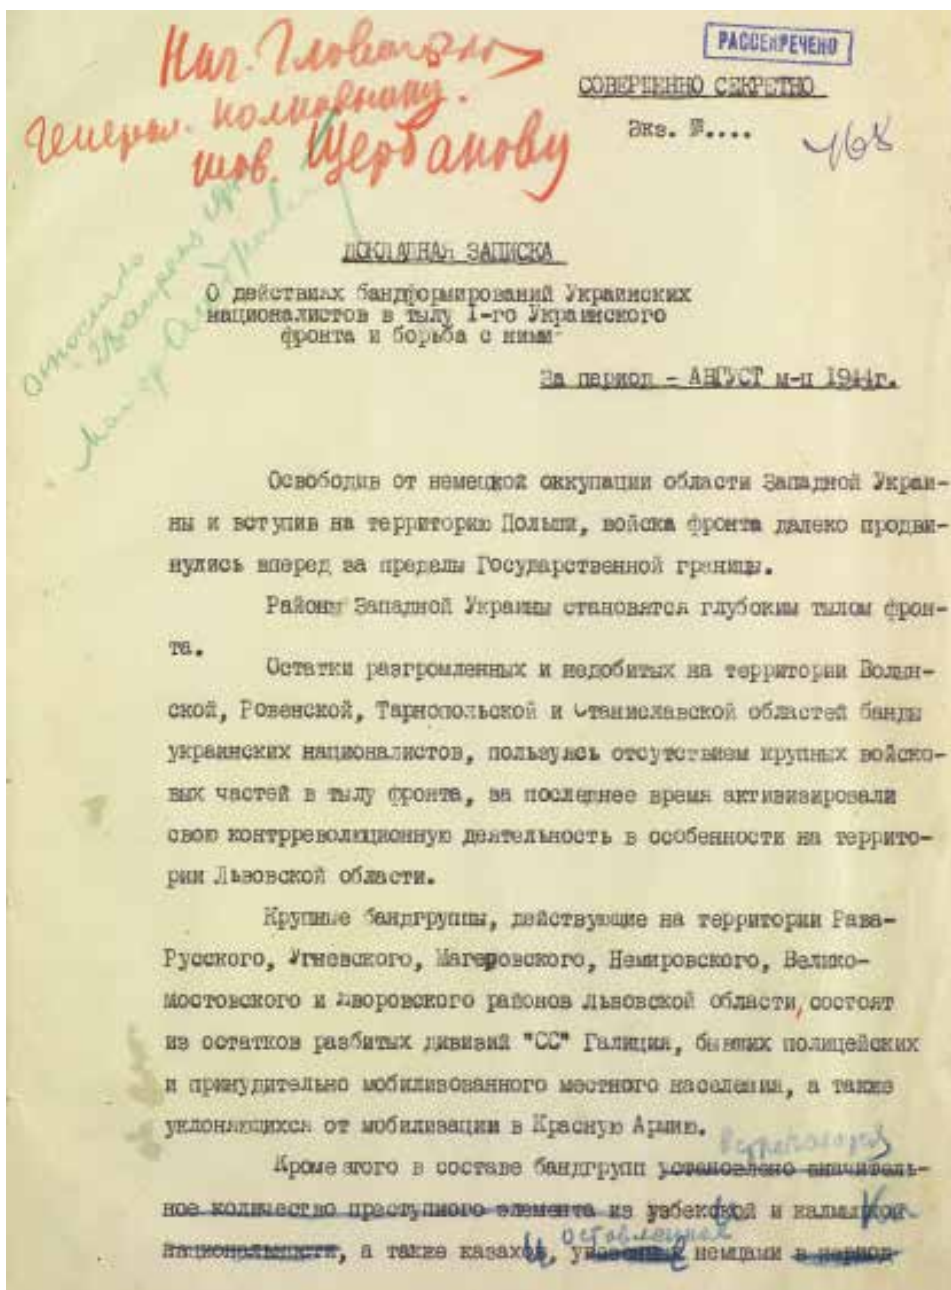 РАССЕКРЕЧЕНО
СОВЕРШЕННО СЕКРЕТНО
Экз. №....
168
Генерал. полковнику.
тов. Щербакову
ДОКЛАДНАЯ ЗАПИСКА
О действиях бандформирований Украинских
националистов в тылу 1-го Украинского
фронта и борьба с ними
За период - АВГУСТ м-ц 1944г.
Освободив от немецкой оккупации области Западной Украи-
ны и вступив на территорию Польши, войска фронта далеко продви-
нулись вперед за пределы Государственной границы.
Районы Западной Украины становятся глубоким тылом фрон-
та.
Остатки разгромленных и недобитых на территории Волын-
ской, Ровенской, Тарнопольской и Станиславской областей банды
украинских националистов, пользуясь отсутствием крупных войско-
вых частей в тылу фронта, за последнее время активизировали
свою контрреволюционную деятельность в особенности на террито-
рии Львовской области.
Крупные бандгруппы, действующие на территории Рава-
Русского, Угневского, Магеровского, Немировского, Велико-
Мостовского и Яворовского районов Львовской области, состоят
из остатков разбитых дивизий "СС" Галиция, бывших полицейских
и принудительно мобилизованного местного населения, а также
уклоняющихся от мобилизации в Красную Армию.
встречаются
Кроме этого в составе бандгрупп установлено значитель-
ное количество преступного элемента из узбекской и калмыцкой
оставленные
национальности, а также казахов, немцами в период